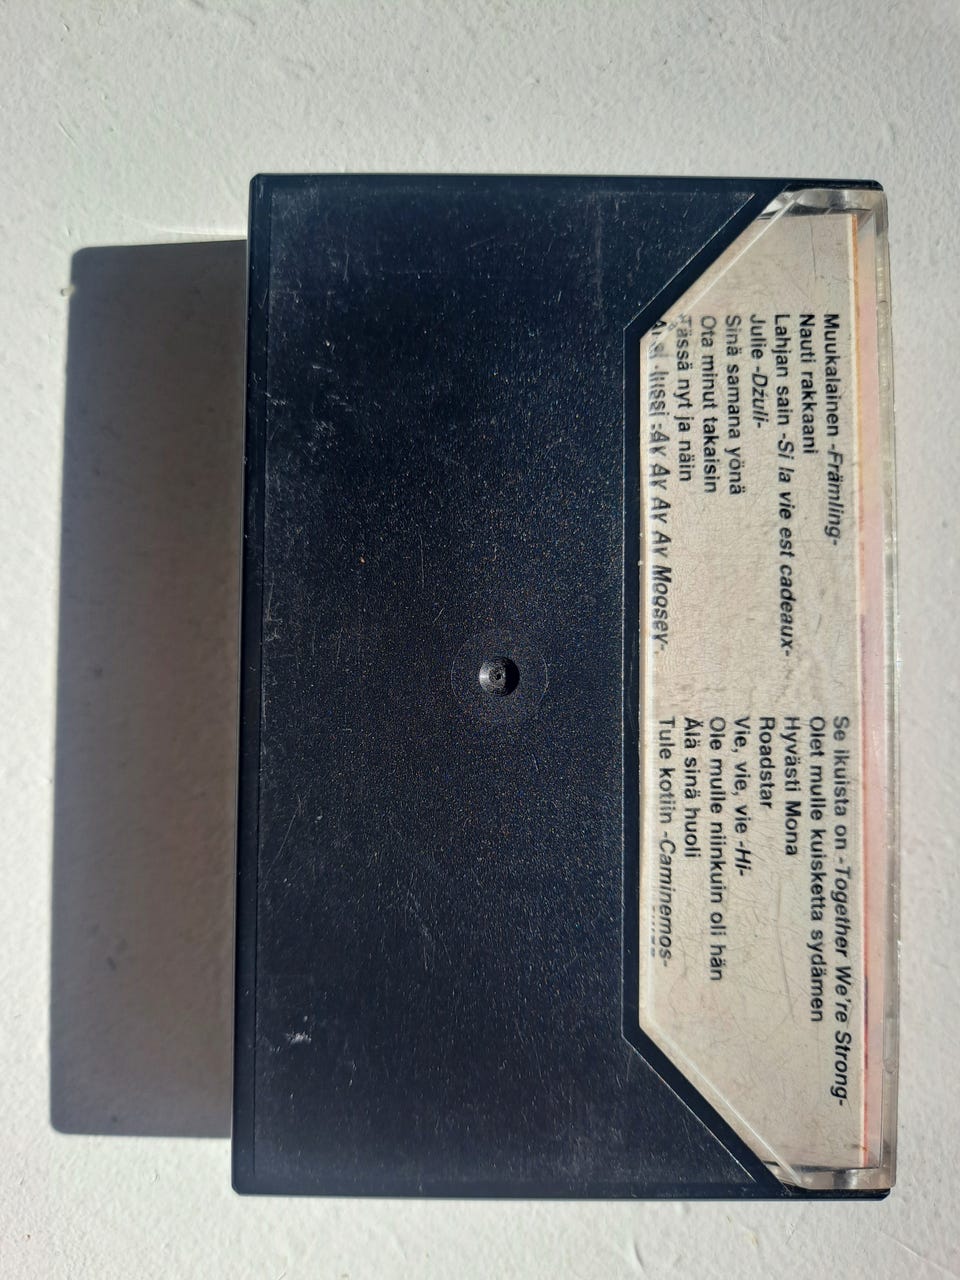 Muukalainen -Främling-
Nauti rakkaani
Lahjan sain -Si la vie est cadeaux-
Julie -Dźuli-
Sinä samana yönä
Ota minut takaisin
Tässä nyt ja näin
-Ay Ay Ay Ay Moosey-
Se ikuista on -Together We're Strong-
Olet mulle kuisketta sydämen
Hyvästi Mona
Roadstar
Vie, vie, vie -Hi-
Ole mulle niinkuin oli hän
Älä sinä huoli
Tule kotiin -Caminemos-